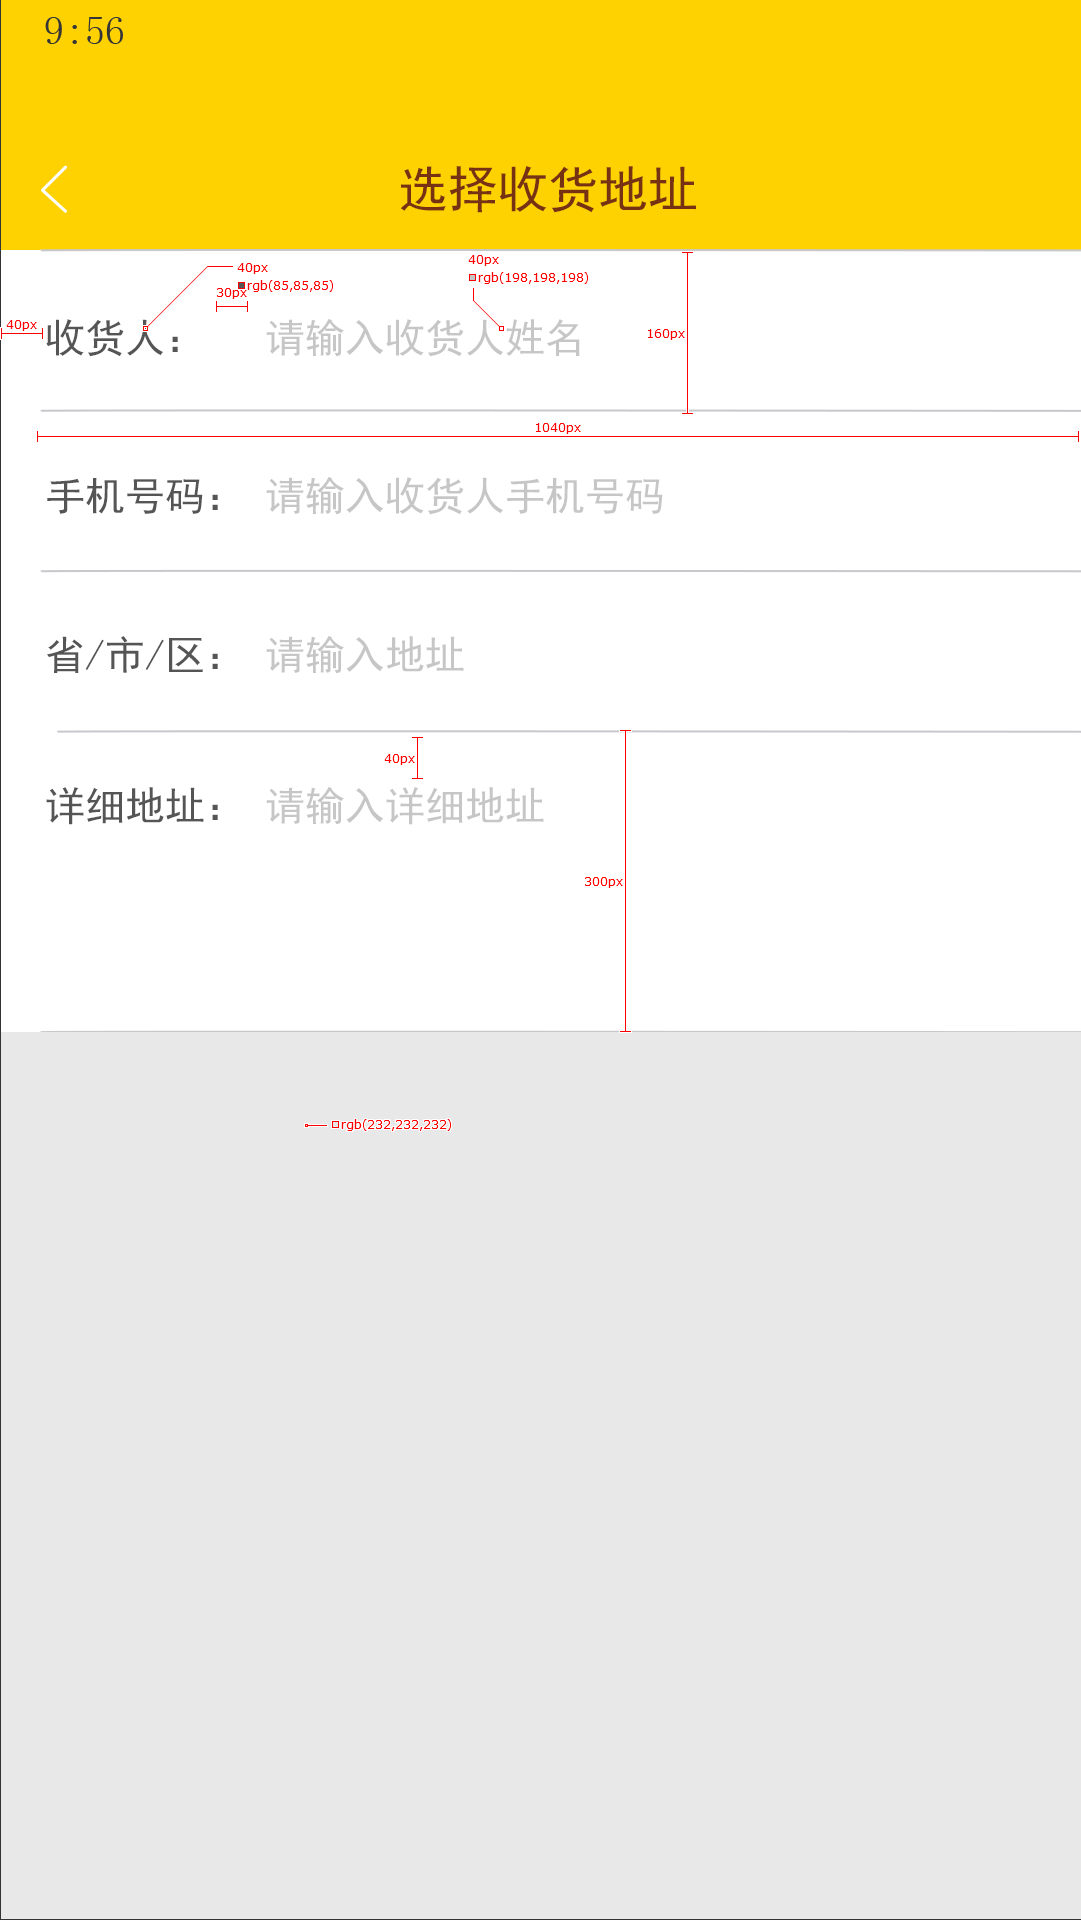 9:56
选择收货地址
40px
rgb(85,85,85)
30px
40px
rgb(198,198,198)
40px
收货人：
请输入收货人姓名
160px
1040px
手机号码：
请输入收货人手机号码
省/市/区：
请输入地址
40px
详细地址：
请输入详细地址
300px
rgb(232,232,232)